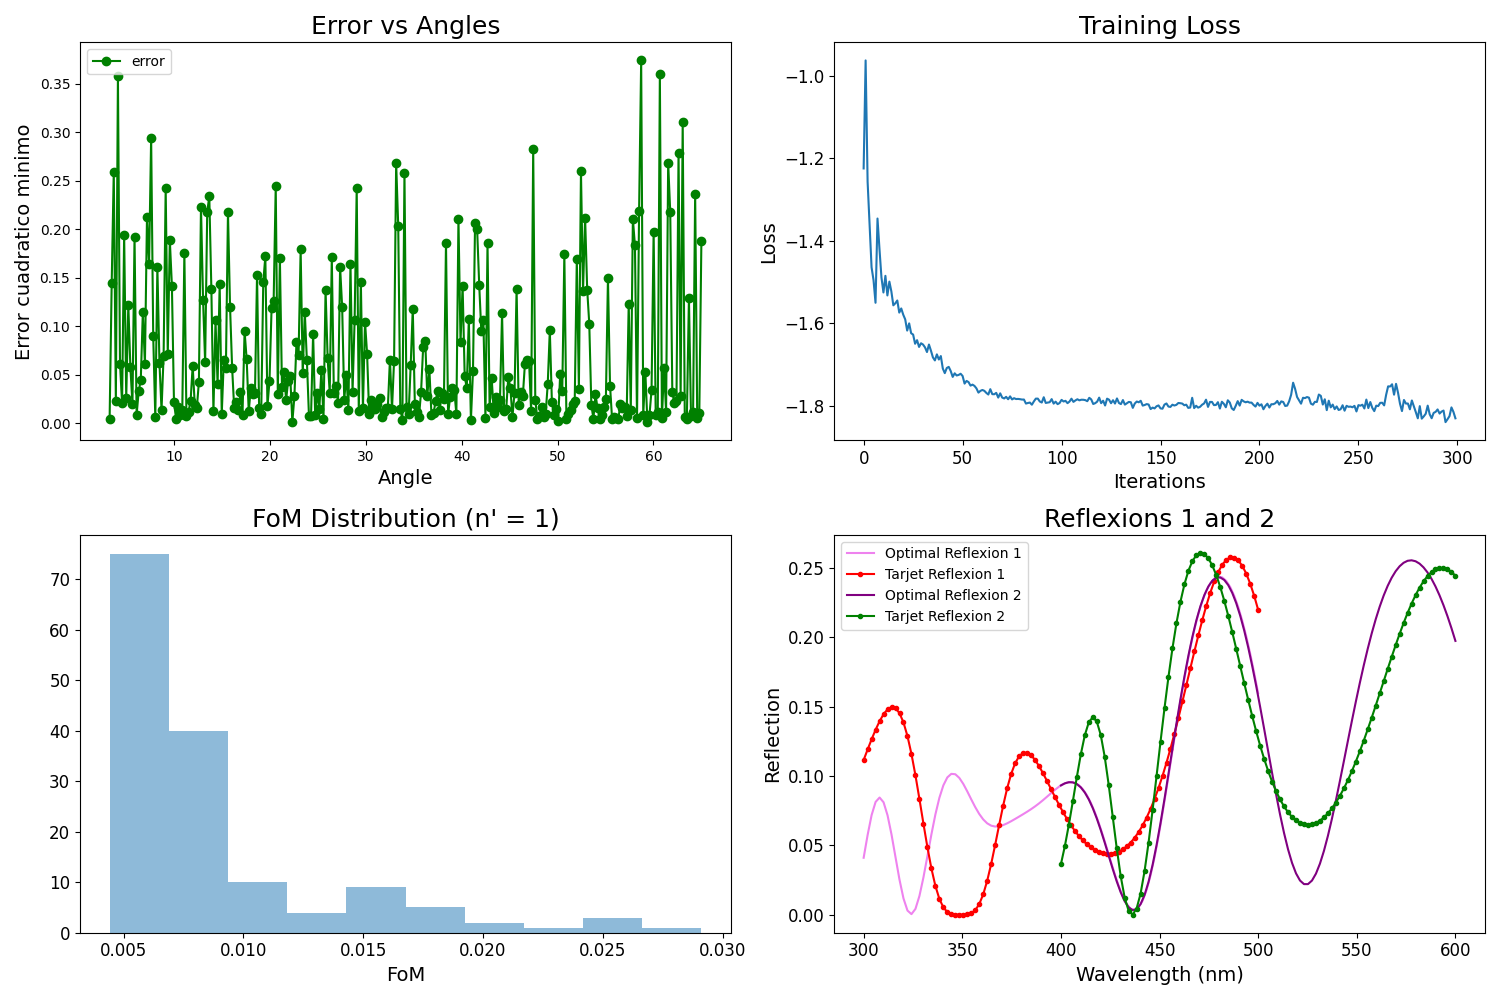 Error vs Angles
error
Error cuadratico minimo
0.35
0.30
0.25
0.20
0.15
0.10
0.05
0.00
10 20 30 40 50 60
Angle
Training Loss
Loss
−1.0
−1.2
−1.4
−1.6
−1.8
0 50 100 150 200 250 300
Iterations
FoM Distribution (n' = 1)
70
60
50
40
30
20
10
0
0.005 0.010 0.015 0.020 0.025 0.030
FoM
Reflexions 1 and 2
Optimal Reflexion 1
Tarjet Reflexion 1
Optimal Reflexion 2
Tarjet Reflexion 2
Reflection
0.25
0.20
0.15
0.10
0.05
0.00
300 350 400 450 500 550 600
Wavelength (nm)